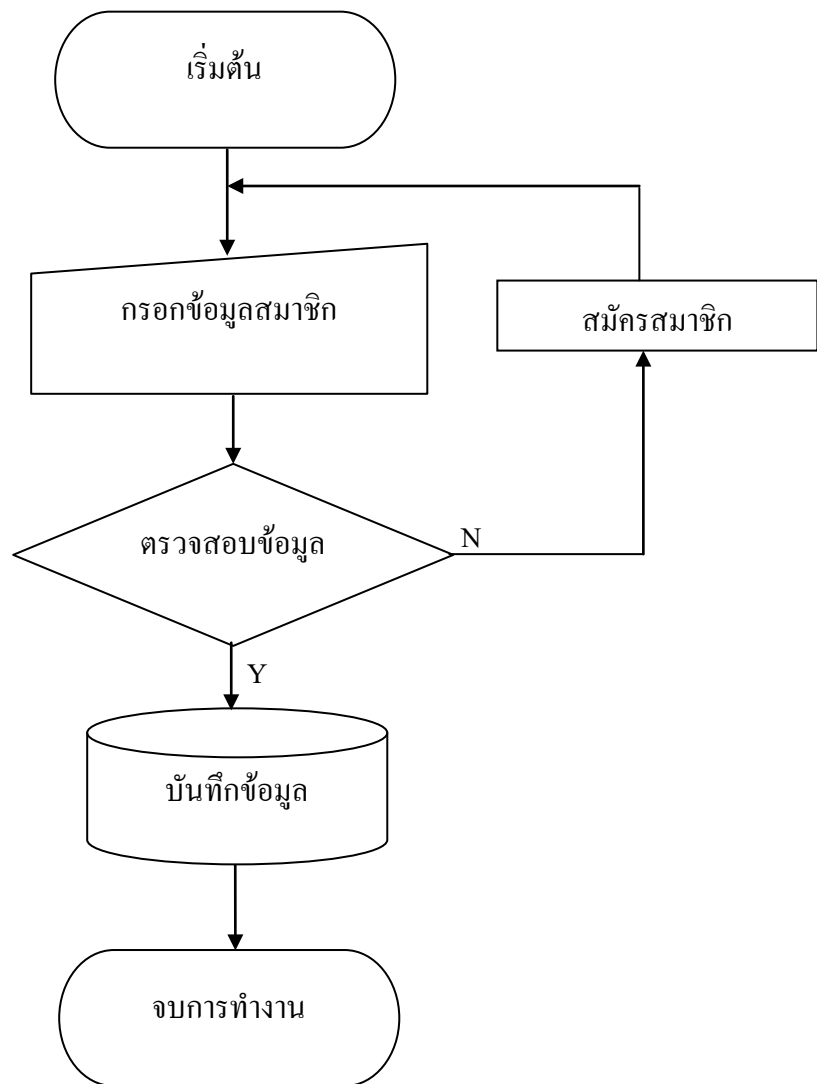 เริ่มต้น
กรอกข้อมูลสมาชิก
สมัครสมาชิก
ตรวจสอบข้อมูล
N
Y
บันทึกข้อมูล
จบการทำงาน